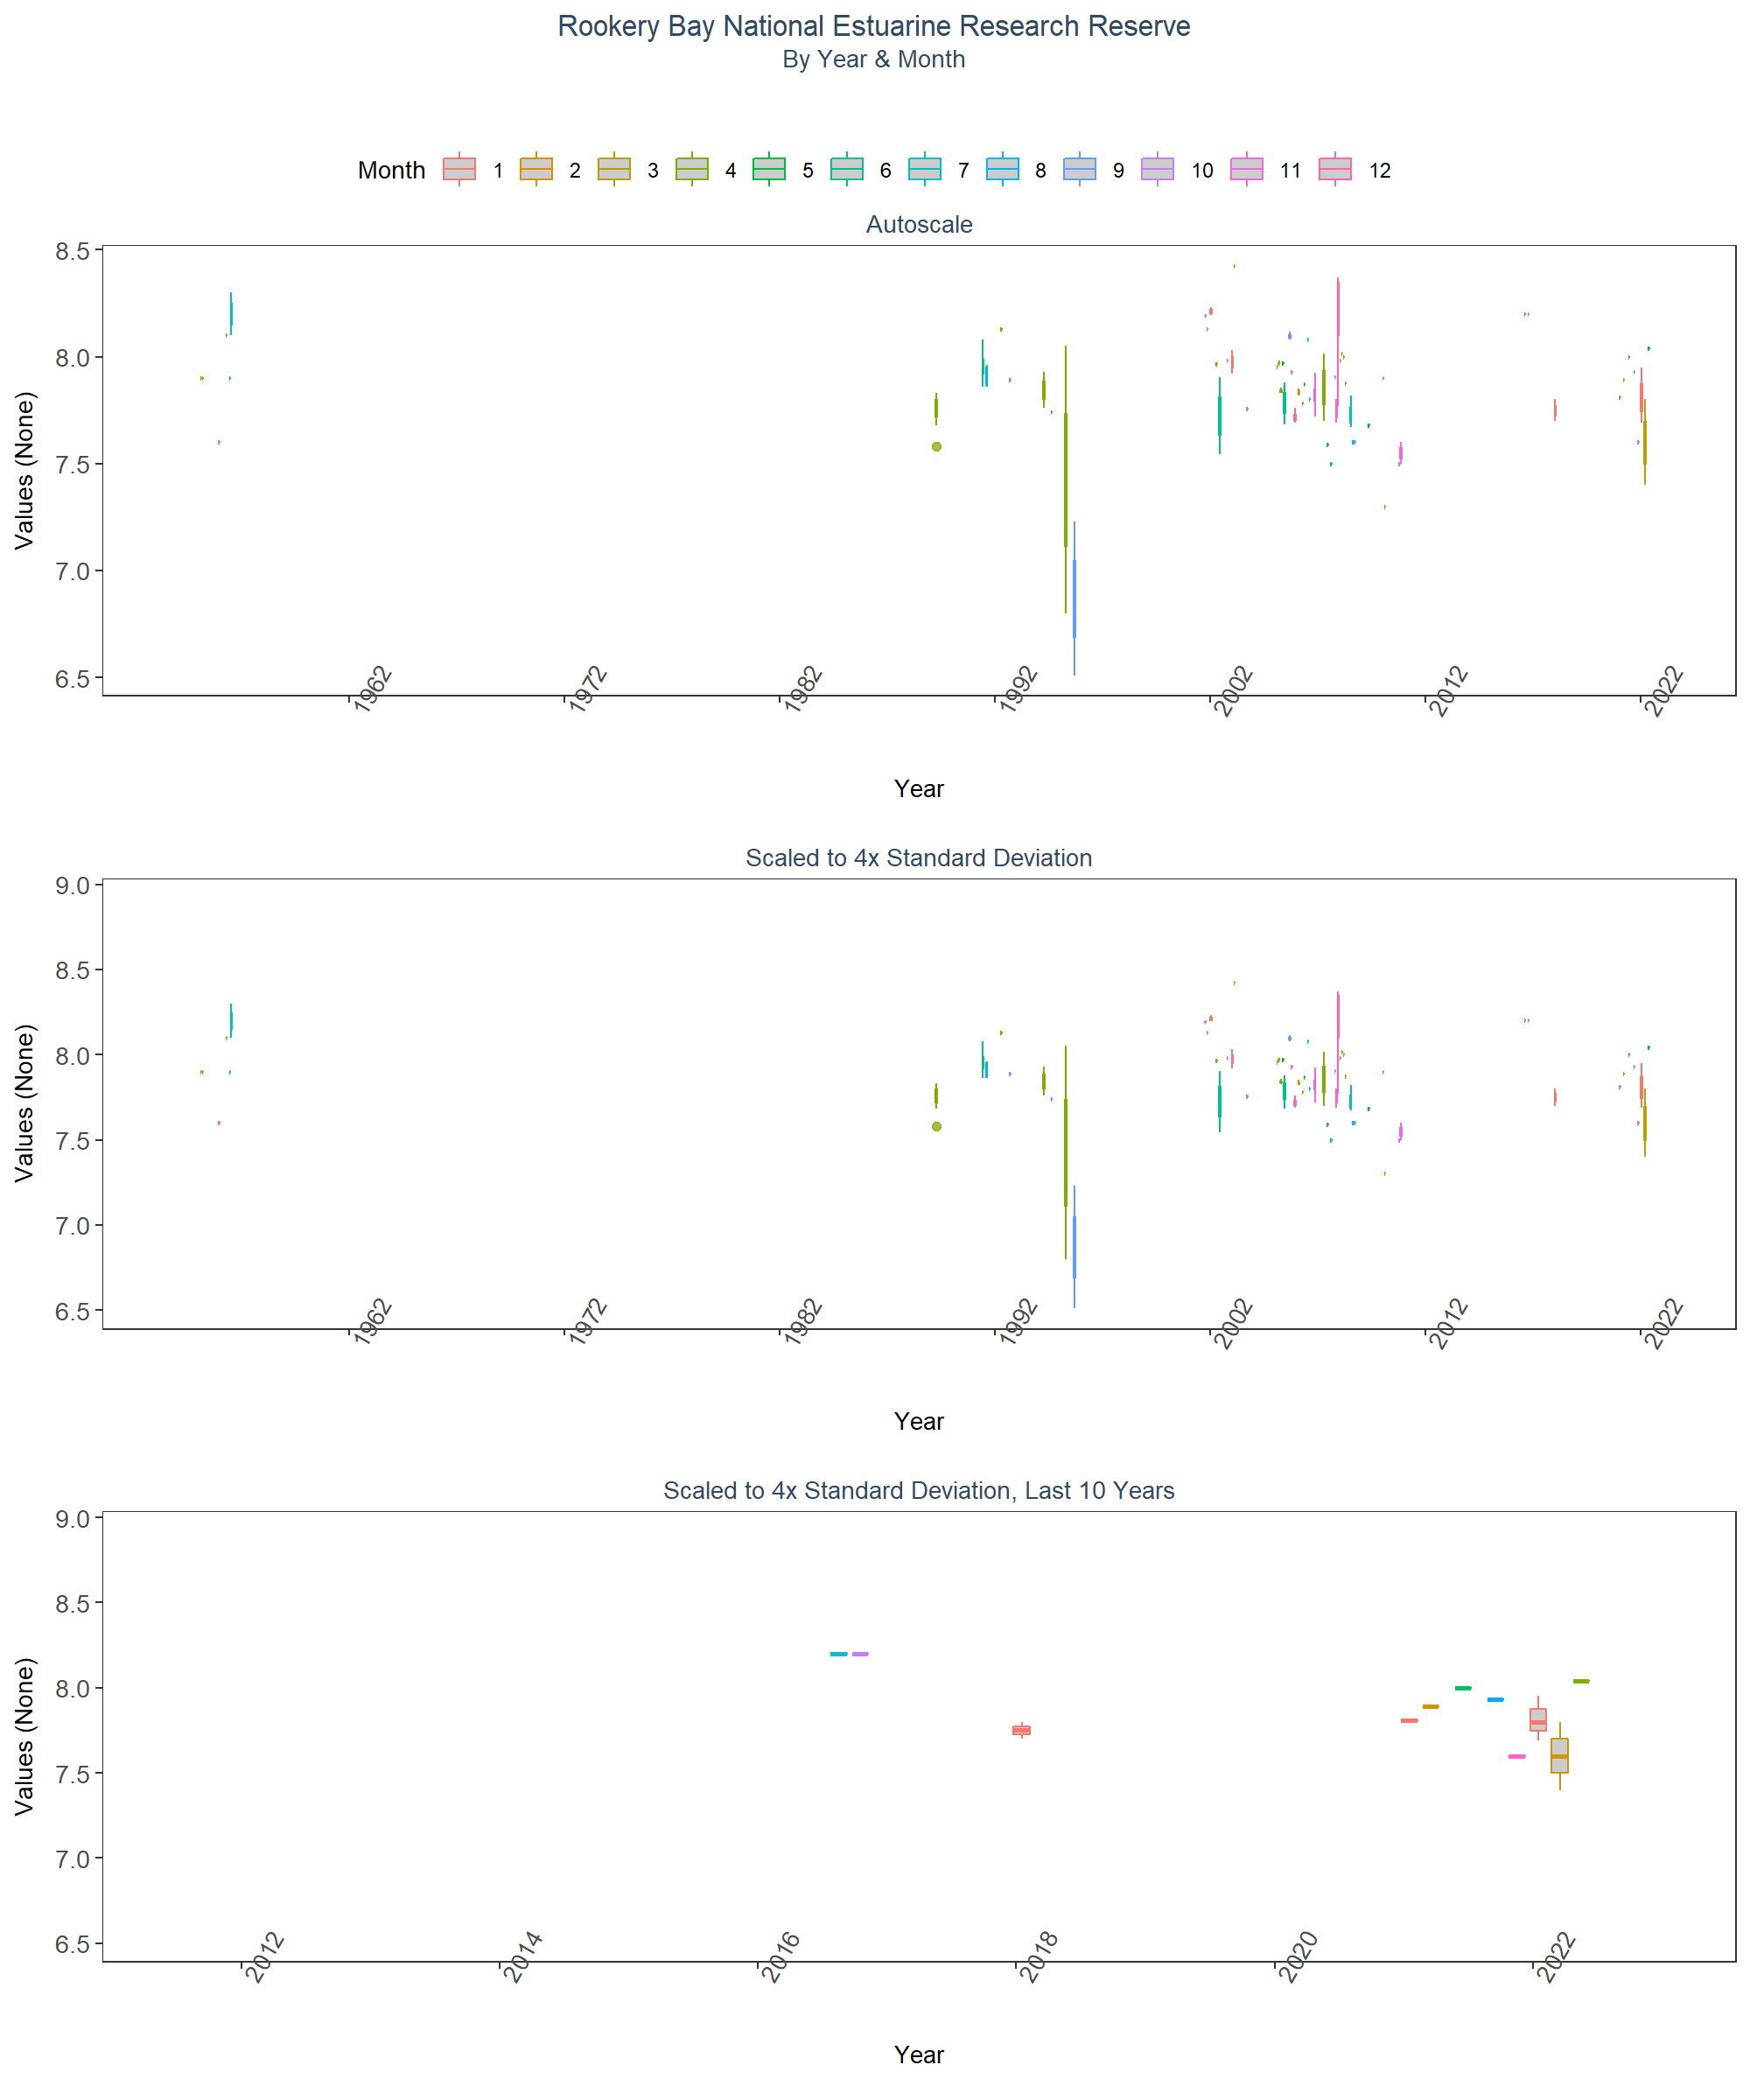 Rookery Bay National Estuarine Research Reserve
By Year & Month
Month 1 2 3 4 5 6 7 8 9 10 11 12
Autoscale
8.5
8.0
7.5
7.0
6.5
Values (None)
1962 1972 1982 1992 2002 2012 2022
Year
Scaled to 4x Standard Deviation
9.0
8.5
8.0
7.5
7.0
6.5
Values (None)
1962 1972 1982 1992 2002 2012 2022
Year
Scaled to 4x Standard Deviation, Last 10 Years
9.0
8.5
8.0
7.5
7.0
6.5
Values (None)
2012 2014 2016 2018 2020 2022
Year